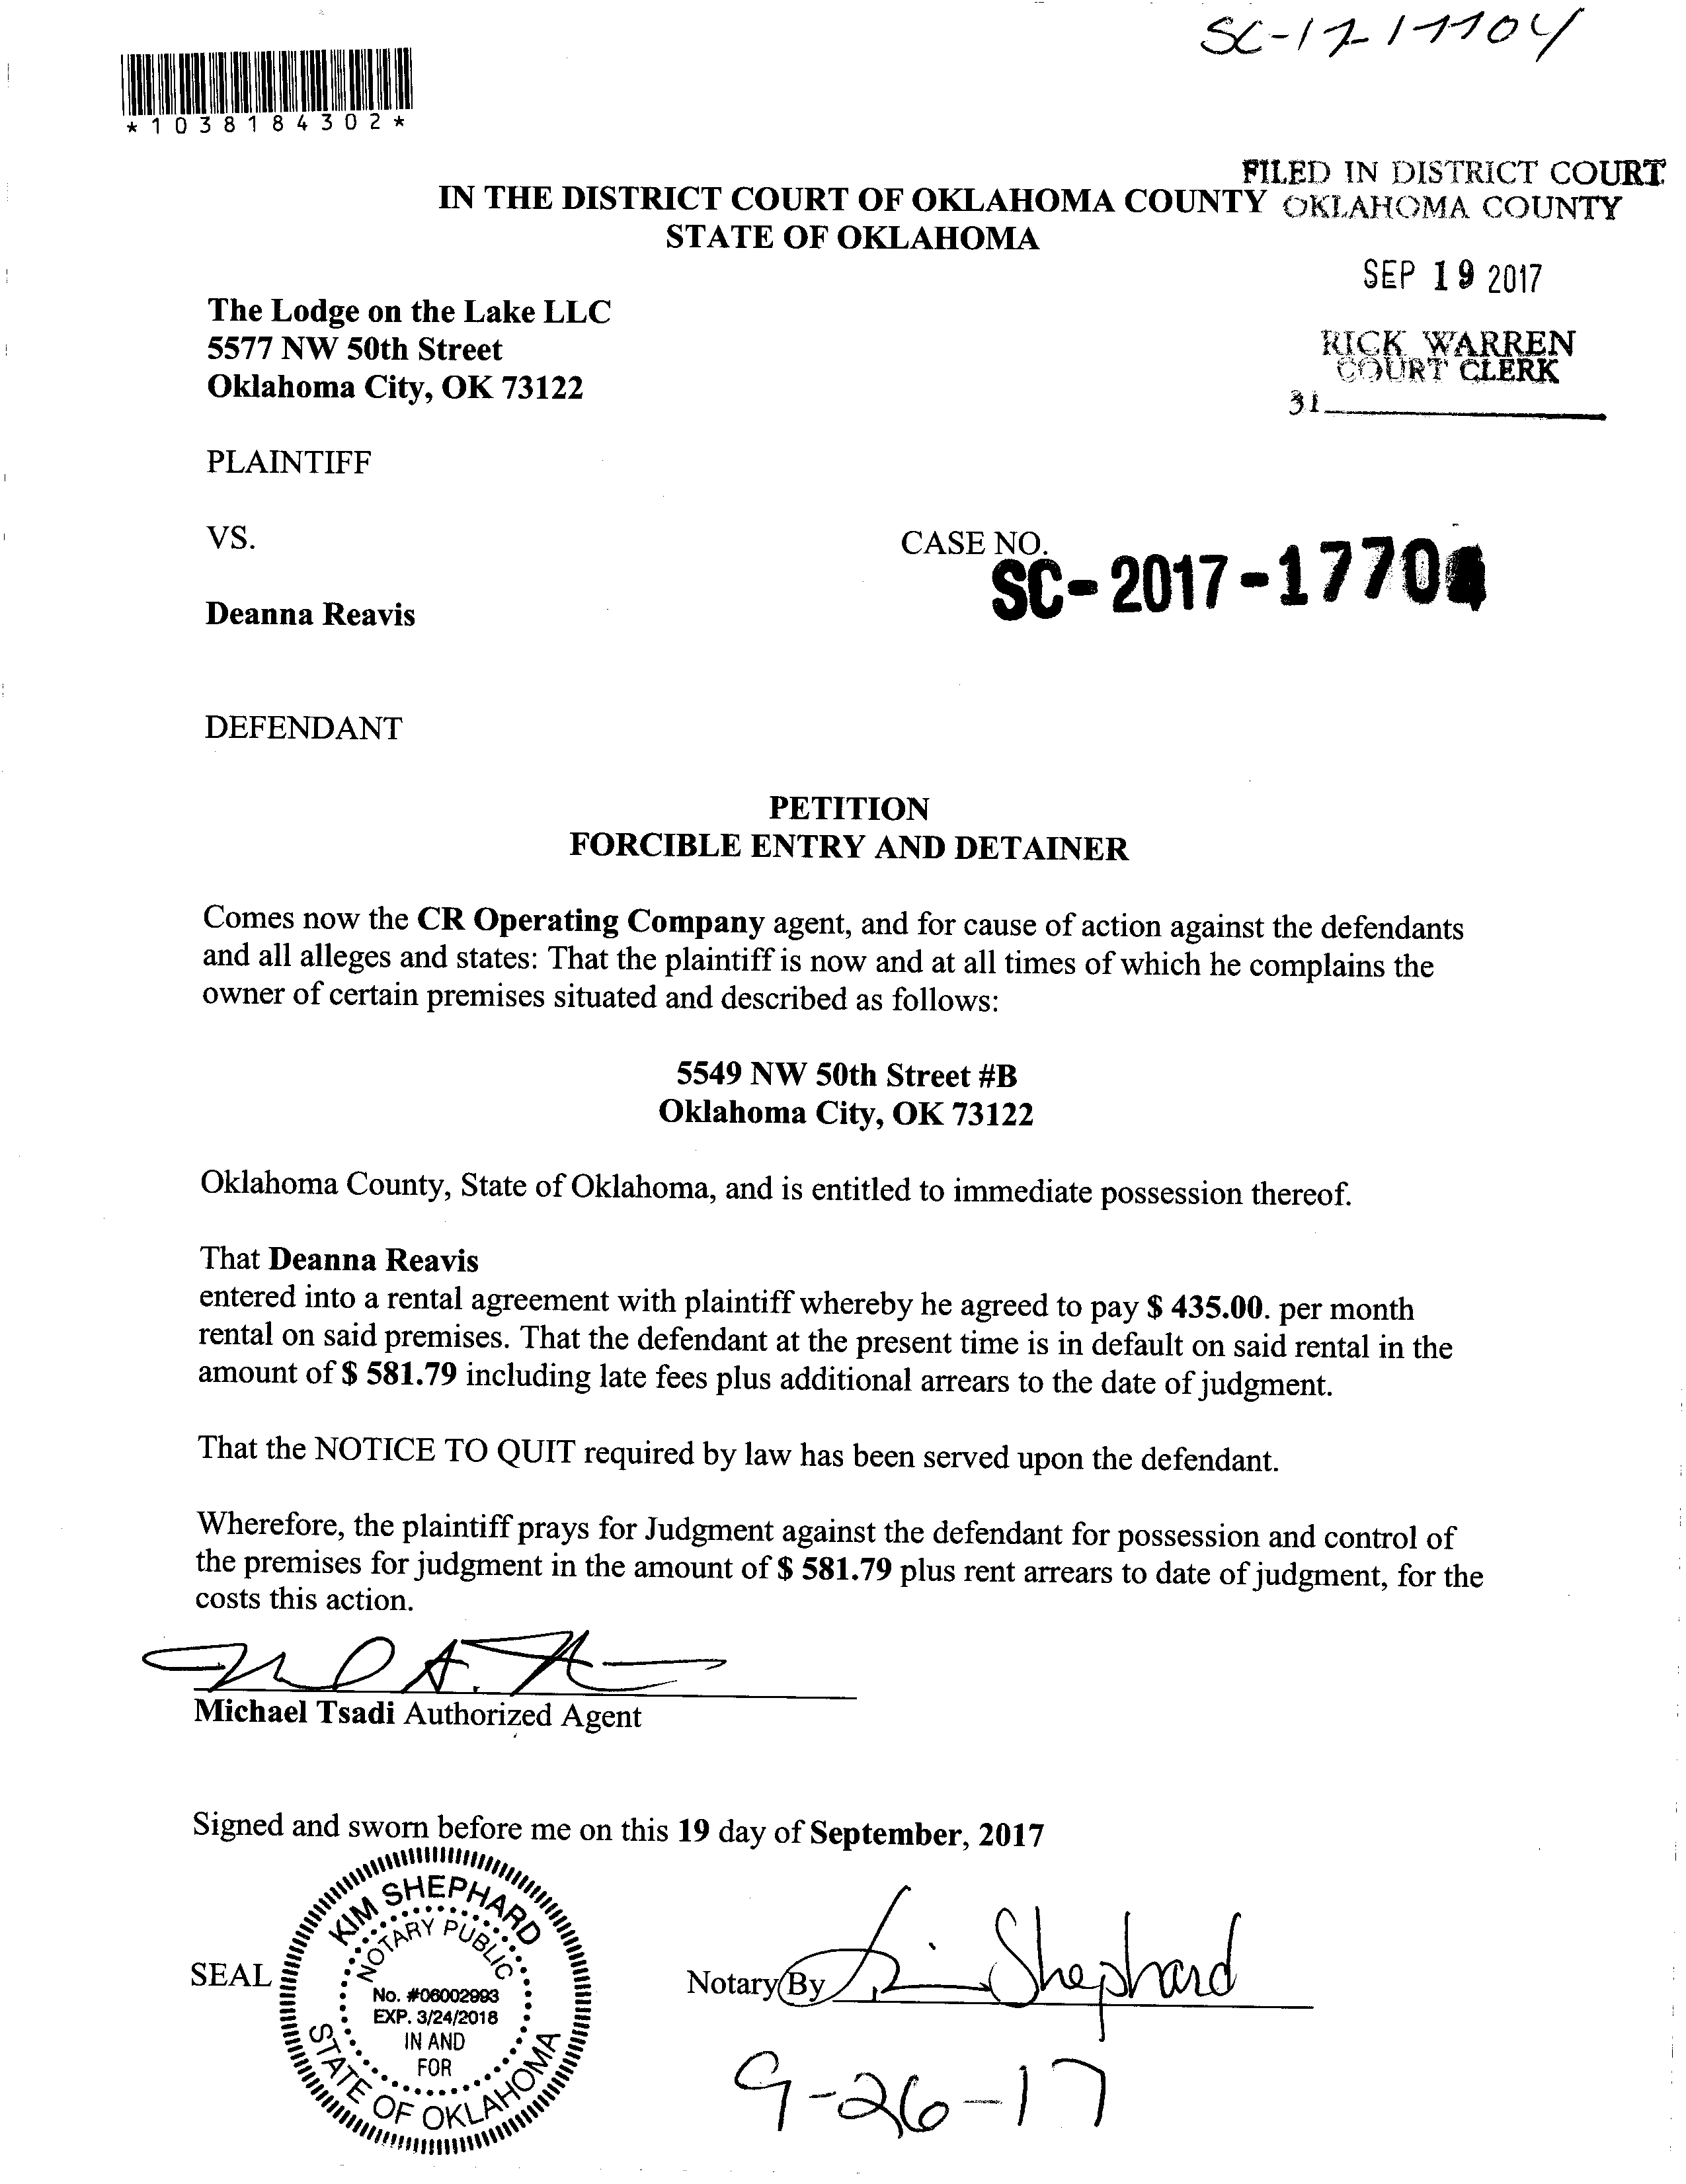 SC-17-17704
*1038184302*
FILED IN DISTRICT COURT
OKLAHOMA COUNTY
IN THE DISTRICT COURT OF OKLAHOMA COUNTY
STATE OF OKLAHOMA
SEP 19 2017
RICK WARREN
COURT CLERK
31
The Lodge on the Lake LLC
5577 NW 50th Street
Oklahoma City, OK 73122
PLAINTIFF
VS.
CASE NO.
SC-2017-17704
Deanna Reavis
DEFENDANT
PETITION
FORCIBLE ENTRY AND DETAINER
Comes now the CR Operating Company agent, and for cause of action against the defendants
and all alleges and states: That the plaintiff is now and at all times of which he complains the
owner of certain premises situated and described as follows:
5549 NW 50th Street #B
Oklahoma City, OK 73122
Oklahoma County, State of Oklahoma, and is entitled to immediate possession thereof.
That Deanna Reavis
entered into a rental agreement with plaintiff whereby he agreed to pay $ 435.00. per month
rental on said premises. That the defendant at the present time is in default on said rental in the
amount of $ 581.79 including late fees plus additional arrears to the date of judgment.
That the NOTICE TO QUIT required by law has been served upon the defendant.
Wherefore, the plaintiff prays for Judgment against the defendant for possession and control of
the premises for judgment in the amount of $ 581.79 plus rent arrears to date of judgment, for the
costs this action.
Michael Tsadi Authorized Agent
Signed and sworn before me on this 19 day of September, 2017
KIM SHEPHARD
NOTARY PUBLIC
No. #06002993
EXP. 3/24/2018
IN AND
FOR
STATE OF OKLAHOMA
SEAL
Notary By Kim Shephard
9-26-17